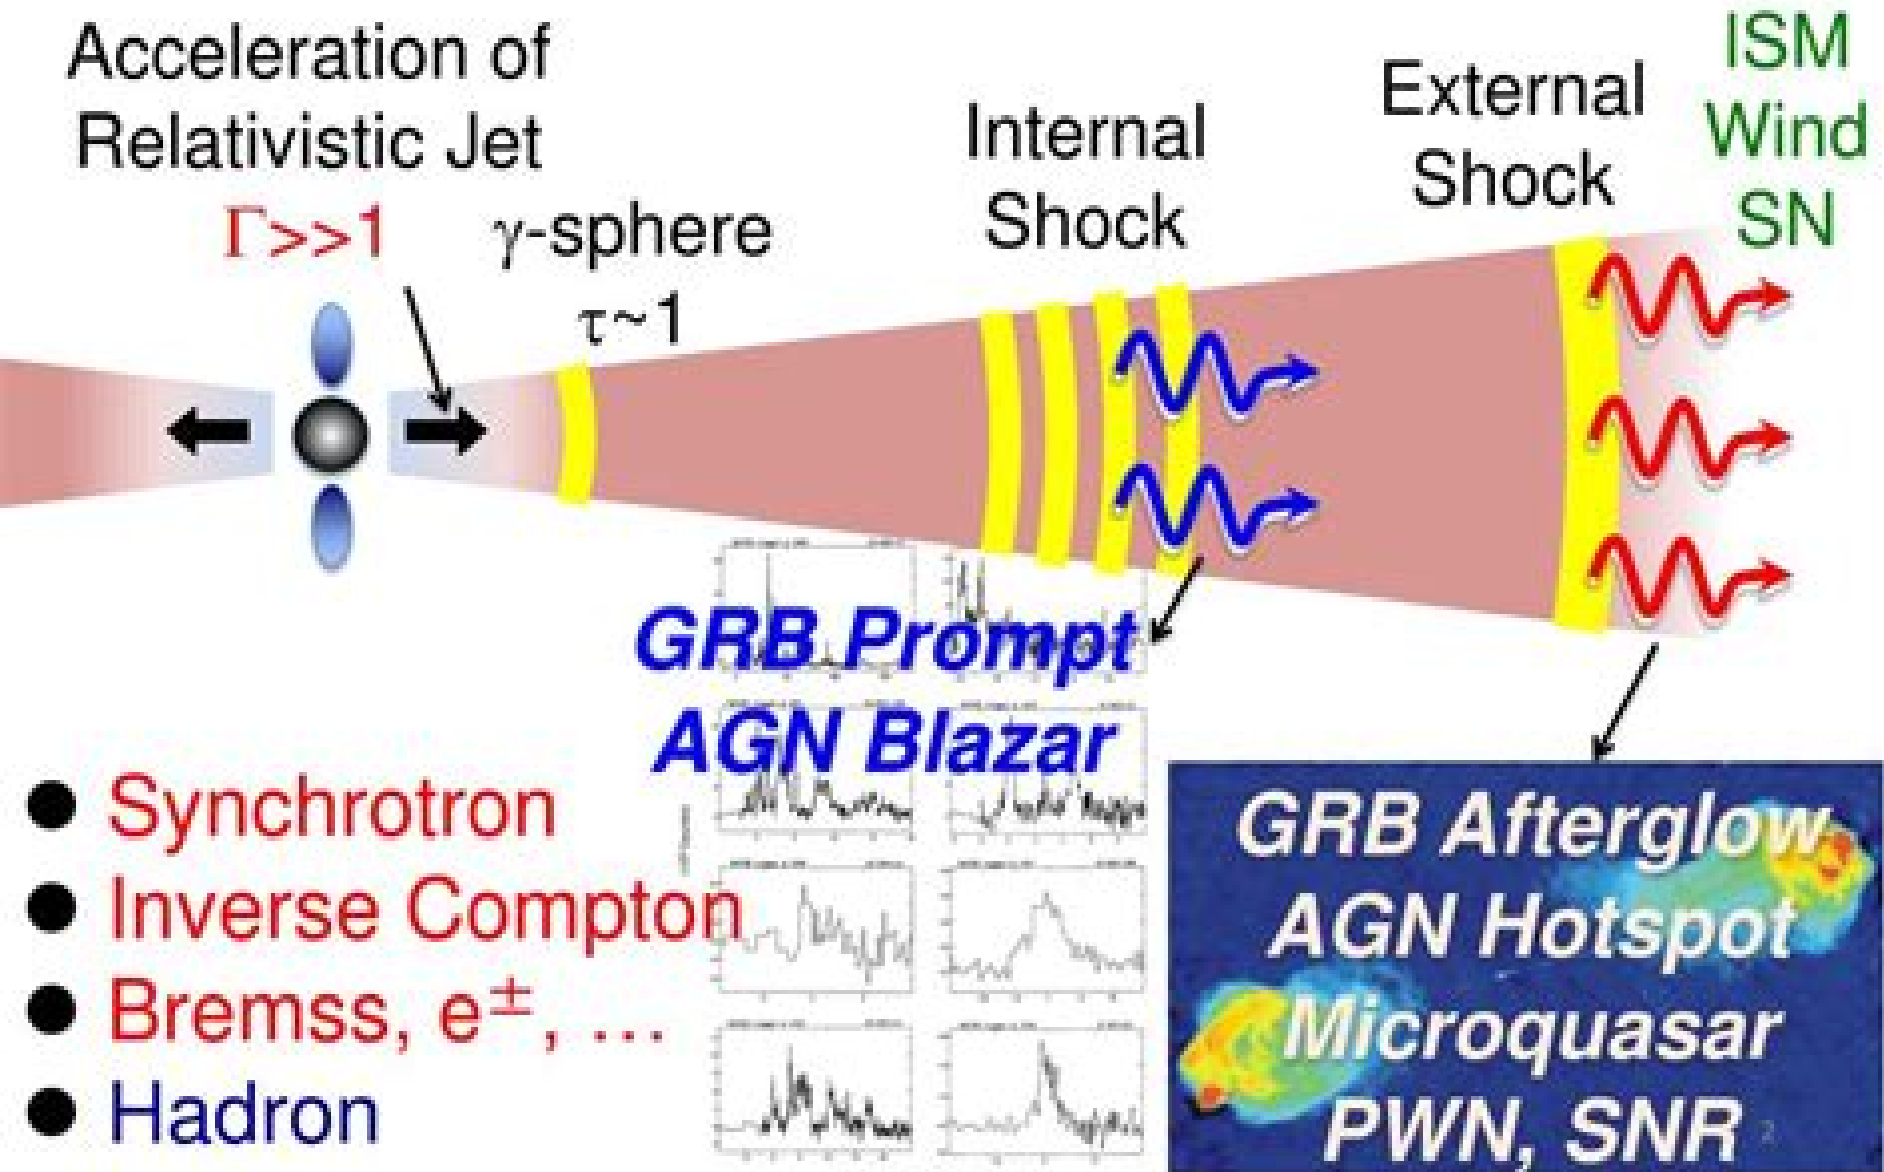 Acceleration of
Relativistic Jet
Γ>>1
γ-sphere
τ~1
Internal
Shock
External
Shock
ISM
Wind
SN
GRB Prompt
AGN Blazar
● Synchrotron
● Inverse Compton
● Bremss, e±, ...
● Hadron
GRB Afterglow
AGN Hotspot
Microquasar
PWN, SNR
2